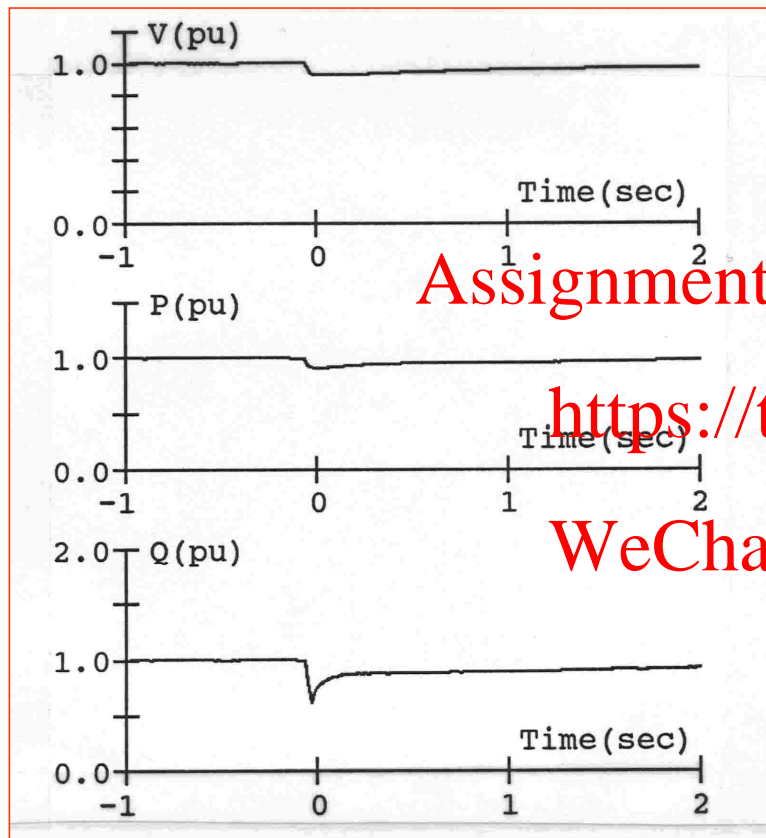 V(pu)
1.0
Time(sec)
0.0
-1 0 1 2
Assignment
P(pu)
1.0
https://t
Time(sec)
0.0
-1 0 1 2
2.0 Q(pu)
WeCha
1.0
Time(sec)
0.0
-1 0 1 2